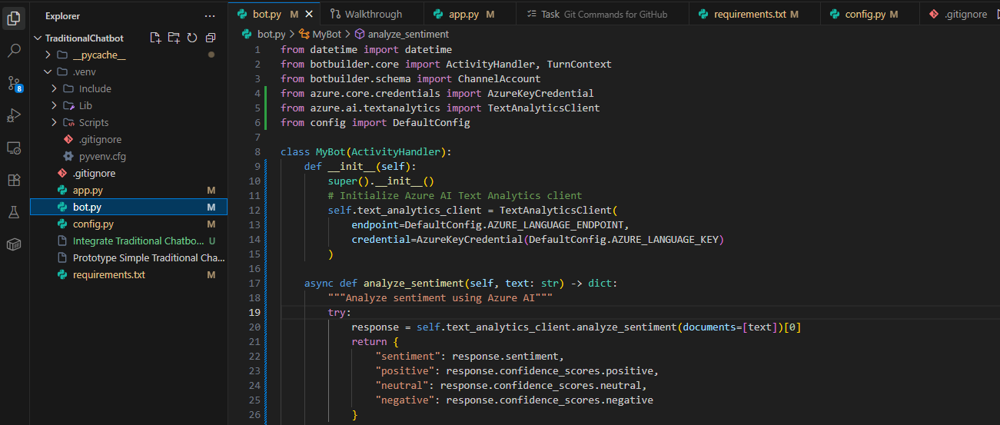 Explorer
bot.py M
Walkthrough
app.py M
Task Git Commands for GitHub
requirements.txt M
config.py M
.gitignore
TraditionalChatbot
__pycache__
.venv
Include
Lib
Scripts
.gitignore
pyvenv.cfg
.gitignore
app.py M
bot.py M
config.py M
Integrate Traditional Chatbo... U
Prototype Simple Traditional Cha...
requirements.txt M
8
bot.py > MyBot > analyze_sentiment
1 from datetime import datetime
2 from botbuilder.core import ActivityHandler, TurnContext
3 from botbuilder.schema import ChannelAccount
4 from azure.core.credentials import AzureKeyCredential
5 from azure.ai.textanalytics import TextAnalyticsClient
6 from config import DefaultConfig
7
8 class MyBot(ActivityHandler):
9 def __init__(self):
10 super().__init__()
11 # Initialize Azure AI Text Analytics client
12 self.text_analytics_client = TextAnalyticsClient(
13 endpoint=DefaultConfig.AZURE_LANGUAGE_ENDPOINT,
14 credential=AzureKeyCredential(DefaultConfig.AZURE_LANGUAGE_KEY)
15 )
16
17 async def analyze_sentiment(self, text: str) -> dict:
18 """Analyze sentiment using Azure AI"""
19 try:
20 response = self.text_analytics_client.analyze_sentiment(documents=[text])[0]
21 return {
22 "sentiment": response.sentiment,
23 "positive": response.confidence_scores.positive,
24 "neutral": response.confidence_scores.neutral,
25 "negative": response.confidence_scores.negative
26 }